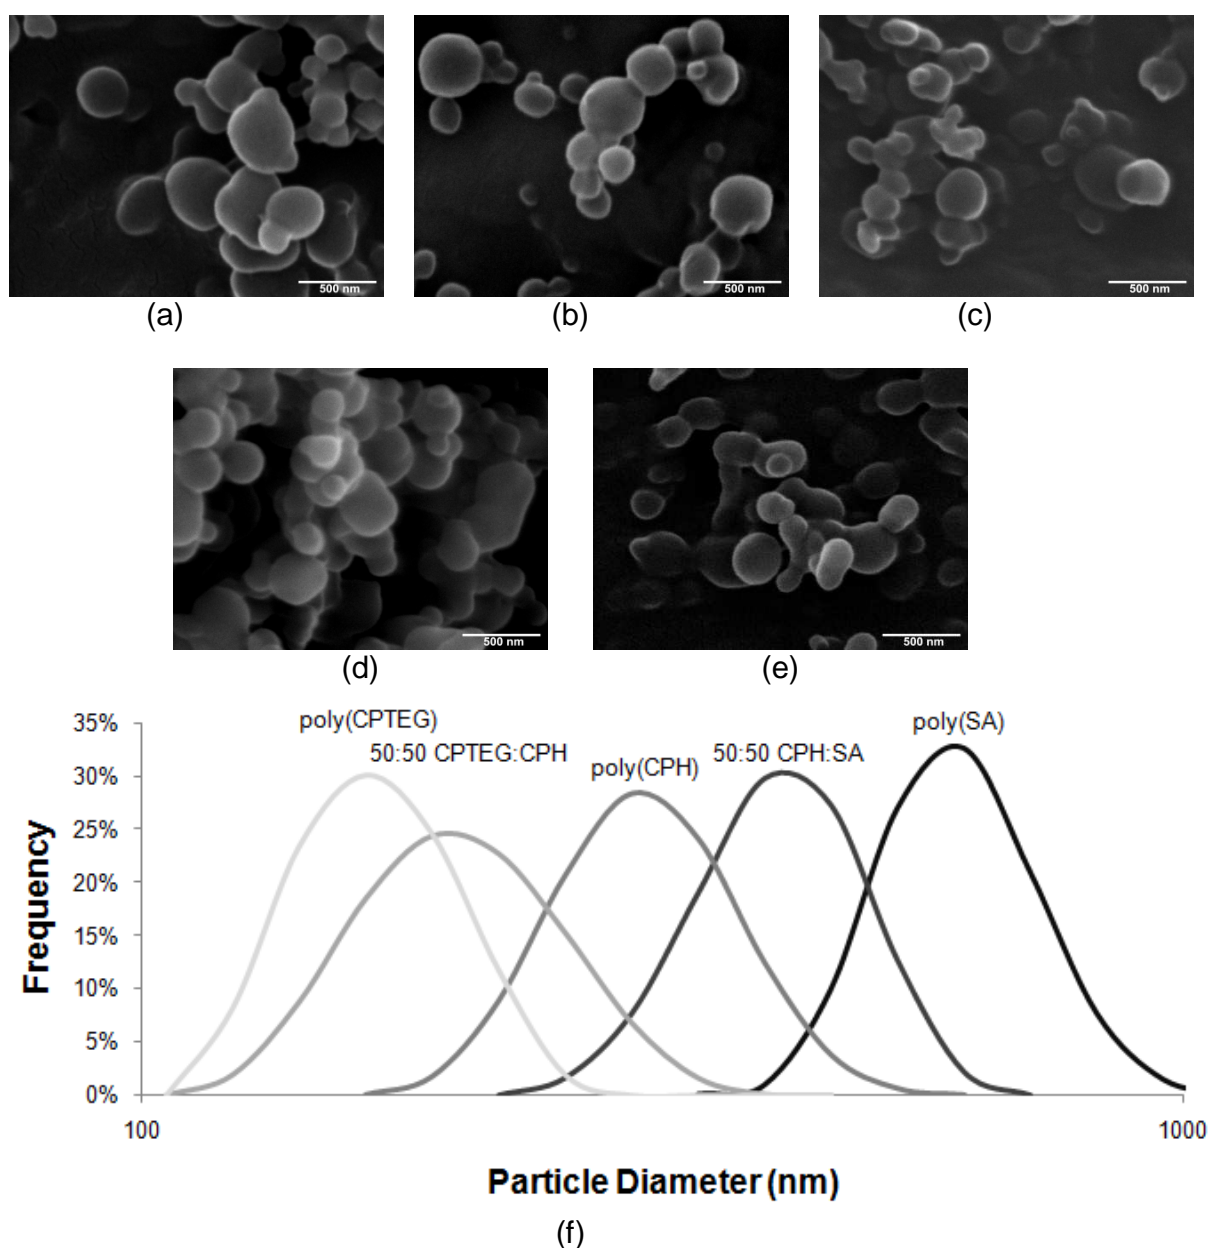 500 nm
500 nm
500 nm
(a)
(b)
(c)
500 nm
500 nm
(d)
(e)
poly(CPTEG)
50:50 CPTEG:CPH
poly(CPH)
50:50 CPH:SA
poly(SA)
35%
30%
25%
20%
15%
10%
5%
0%
Frequency
100
1000
Particle Diameter (nm)
(f)